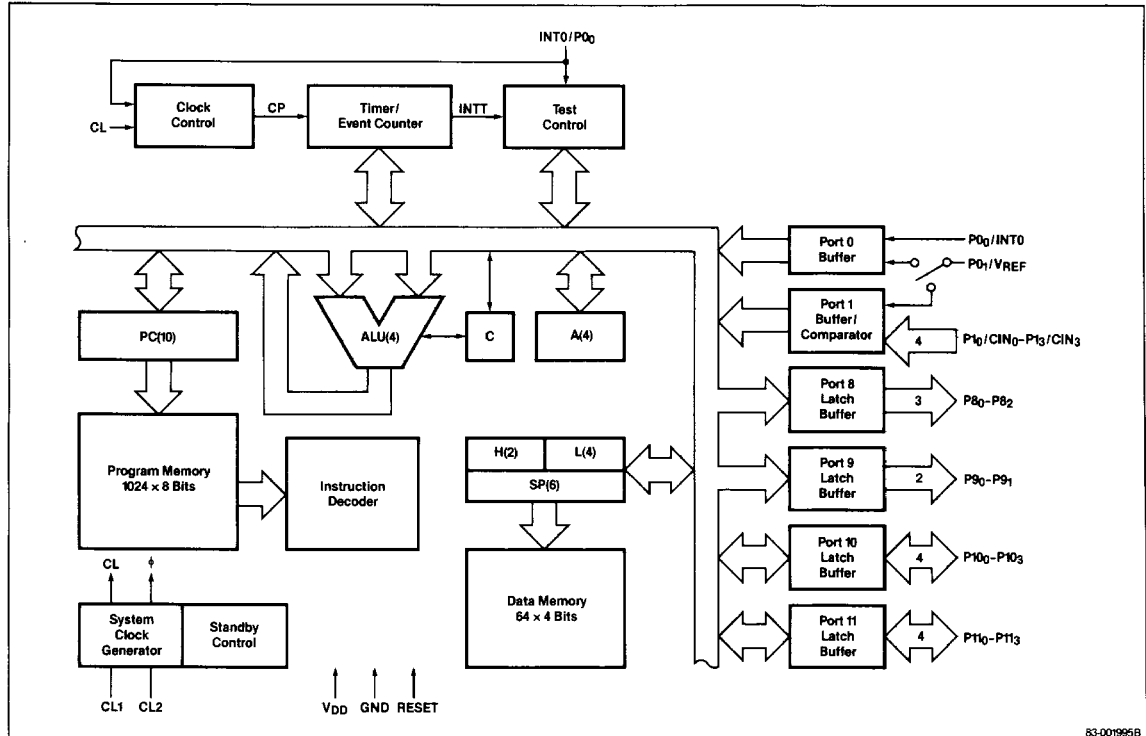 INT0/P0₀
Clock
Control
CP
Timer/
Event Counter
INTT
Test
Control
CL
Port 0
Buffer
P0₀/INT0
P0₁/VREF
Port 1
Buffer/
Comparator
4
P1₀/CIN₀–P1₃/CIN₃
PC(10)
ALU(4)
C
A(4)
Port 8
Latch
Buffer
3
P8₀–P8₂
Program Memory
1024 × 8 Bits
Instruction
Decoder
H(2)
L(4)
SP(6)
Port 9
Latch
Buffer
2
P9₀–P9₁
Port 10
Latch
Buffer
4
P10₀–P10₃
CL
ϕ
System
Clock
Generator
Standby
Control
Data Memory
64 × 4 Bits
Port 11
Latch
Buffer
4
P11₀–P11₃
CL1
CL2
VDD
GND
RESET
83-001995B